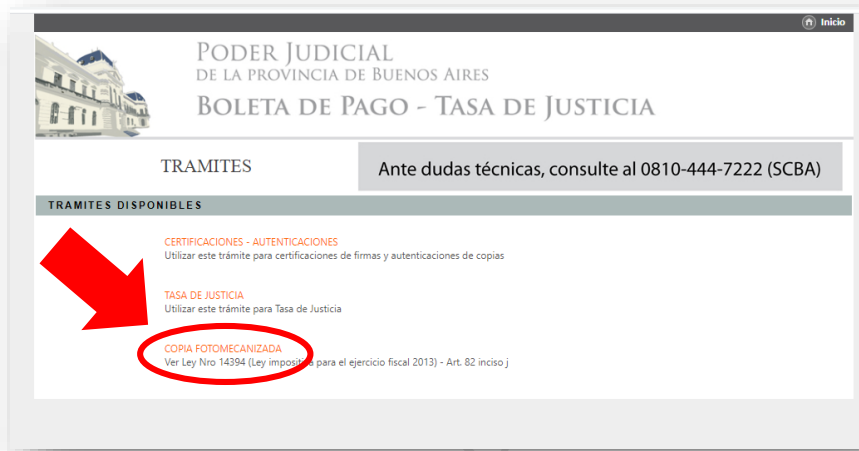 Inicio
PODER JUDICIAL
DE LA PROVINCIA DE BUENOS AIRES
BOLETA DE PAGO - TASA DE JUSTICIA
TRAMITES
Ante dudas técnicas, consulte al 0810-444-7222 (SCBA)
TRAMITES DISPONIBLES
CERTIFICACIONES - AUTENTICACIONES
Utilizar este trámite para certificaciones de firmas y autenticaciones de copias
TASA DE JUSTICIA
Utilizar este trámite para Tasa de Justicia
COPIA FOTOMECANIZADA
Ver Ley Nro 14394 (Ley impositiva para el ejercicio fiscal 2013) - Art. 82 inciso j